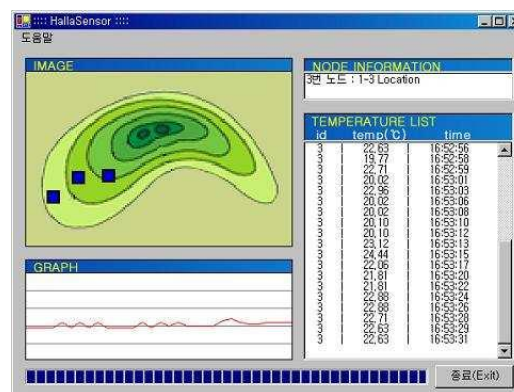 :::: HallaSensor ::::
도움말
IMAGE
NODE INFORMATION
3번 노드 : 1-3 Location
TEMPERATURE LIST
id temp(℃) time
3 | 22,63 | 16:52:56
3 | 19,77 | 16:52:58
3 | 22,71 | 16:52:59
3 | 20,02 | 16:53:01
3 | 22,96 | 16:53:03
3 | 20,02 | 16:53:06
3 | 20,02 | 16:53:08
3 | 20,10 | 16:53:10
3 | 20,10 | 16:53:12
3 | 23,12 | 16:53:13
3 | 24,44 | 16:53:15
3 | 22,06 | 16:53:17
3 | 21,81 | 16:53:20
3 | 21,81 | 16:53:22
3 | 22,88 | 16:53:24
3 | 22,88 | 16:53:26
3 | 22,71 | 16:53:28
3 | 22,63 | 16:53:29
3 | 22,63 | 16:53:31
GRAPH
종료(Exit)